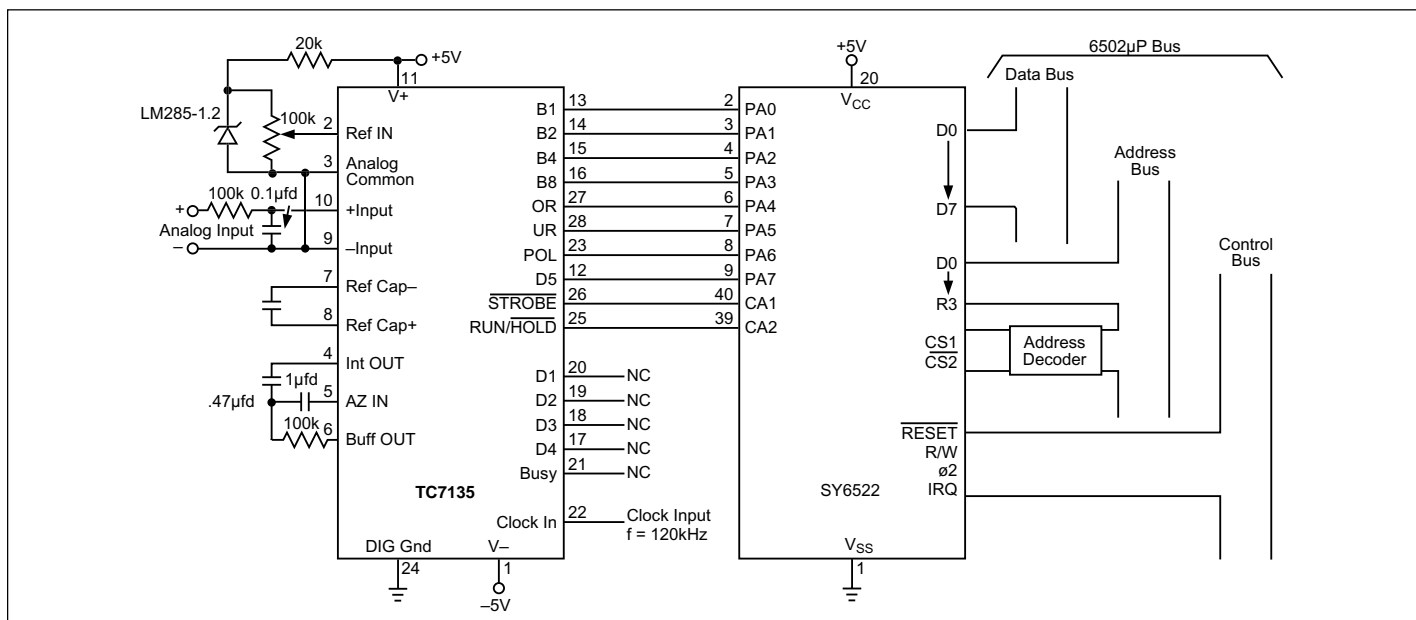 20k
+5V
11
V+
LM285-1.2
100k
2
Ref IN
3
Analog
Common
100k
0.1µfd
10
+Input
+
Analog Input
–
9
–Input
7
Ref Cap–
8
Ref Cap+
4
Int OUT
1µfd
5
AZ IN
.47µfd
100k
6
Buff OUT
TC7135
DIG Gnd
24
V–
1
–5V
B1
13
B2
14
B4
15
B8
16
OR
27
UR
28
POL
23
D5
12
STROBE
26
RUN/HOLD
25
D1
20
NC
D2
19
NC
D3
18
NC
D4
17
NC
Busy
21
NC
Clock In
22
Clock Input
f = 120kHz
+5V
20
VCC
2
PA0
3
PA1
4
PA2
5
PA3
6
PA4
7
PA5
8
PA6
9
PA7
40
CA1
39
CA2
D0
D7
D0
R3
CS1
CS2
RESET
R/W
ø2
IRQ
SY6522
VSS
1
6502µP Bus
Data Bus
Address
Bus
Control
Bus
Address
Decoder